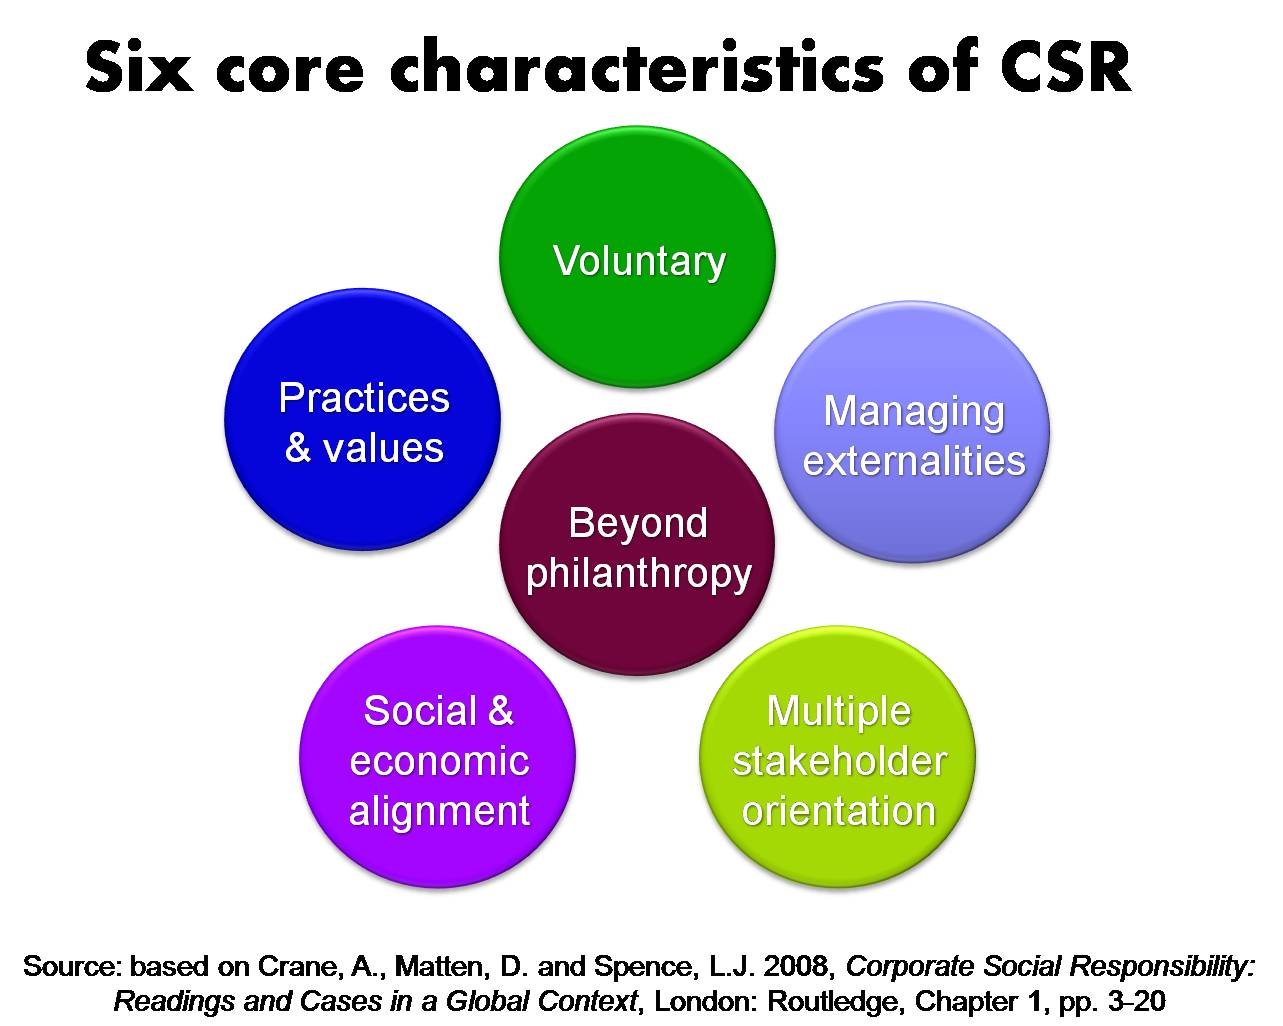 Six core characteristics of CSR
Voluntary
Practices
& values
Managing
externalities
Beyond
philanthropy
Social &
economic
alignment
Multiple
stakeholder
orientation
Source: based on Crane, A., Matten, D. and Spence, L.J. 2008, Corporate Social Responsibility:
Readings and Cases in a Global Context, London: Routledge, Chapter 1, pp. 3-20